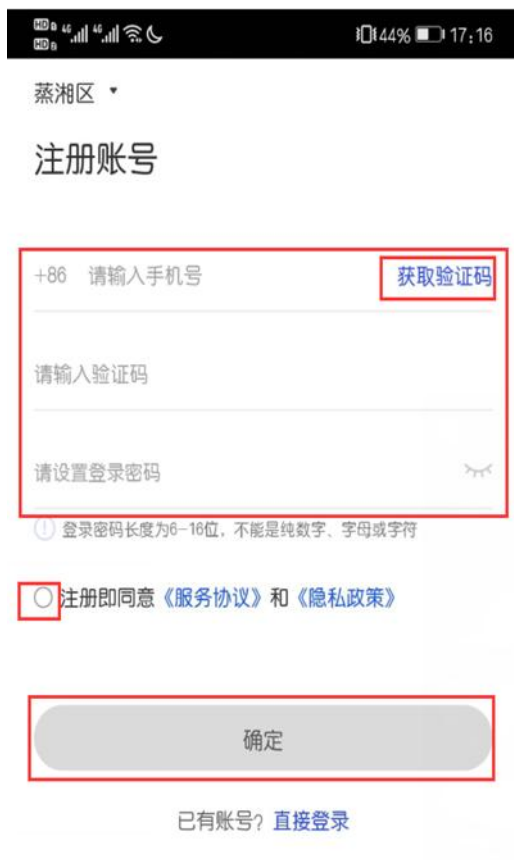 HD 4G 4G 44% 17:16
HD
蒸湘区
注册账号
+86 请输入手机号 获取验证码
请输入验证码
请设置登录密码
登录密码长度为6-16位，不能是纯数字、字母或字符
注册即同意《服务协议》和《隐私政策》
确定
已有账号? 直接登录